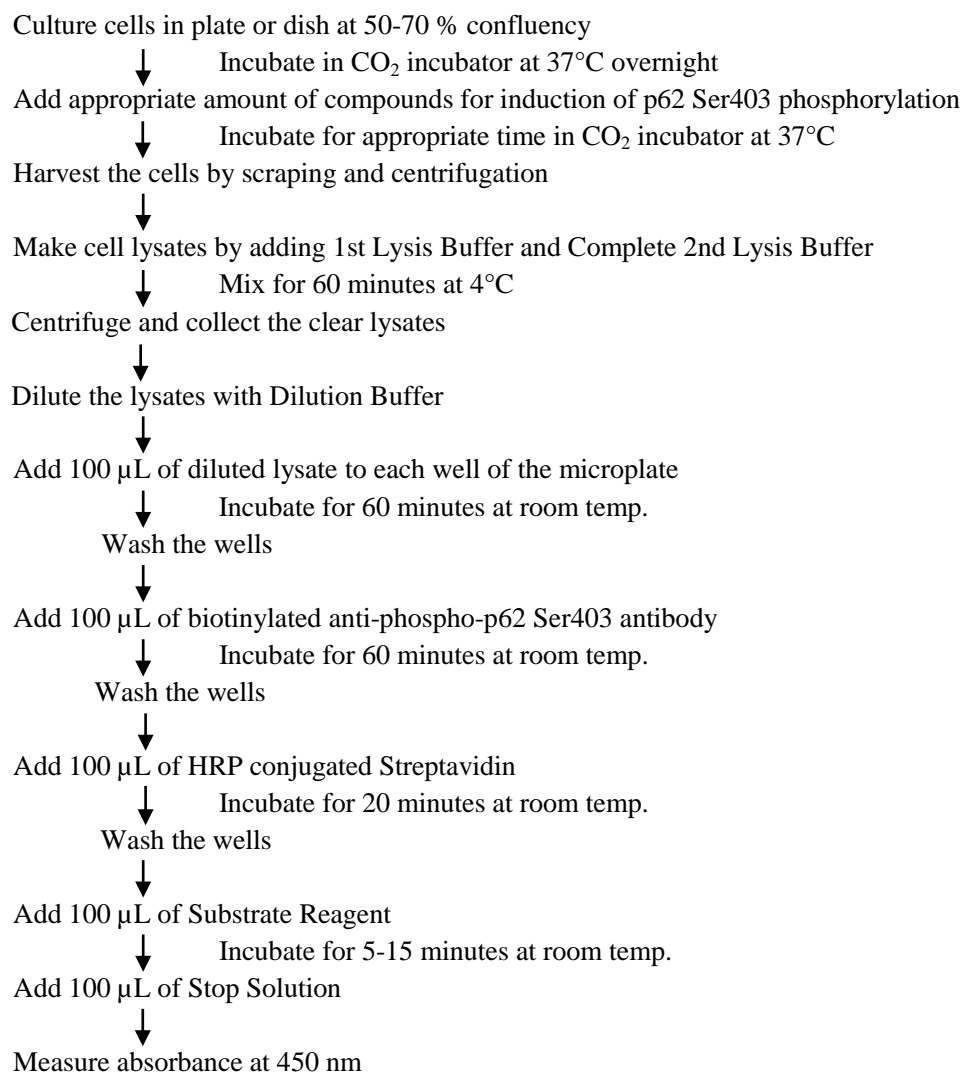 Culture cells in plate or dish at 50-70 % confluency
Incubate in CO₂ incubator at 37°C overnight
Add appropriate amount of compounds for induction of p62 Ser403 phosphorylation
Incubate for appropriate time in CO₂ incubator at 37°C
Harvest the cells by scraping and centrifugation
Make cell lysates by adding 1st Lysis Buffer and Complete 2nd Lysis Buffer
Mix for 60 minutes at 4°C
Centrifuge and collect the clear lysates
Dilute the lysates with Dilution Buffer
Add 100 µL of diluted lysate to each well of the microplate
Incubate for 60 minutes at room temp.
Wash the wells
Add 100 µL of biotinylated anti-phospho-p62 Ser403 antibody
Incubate for 60 minutes at room temp.
Wash the wells
Add 100 µL of HRP conjugated Streptavidin
Incubate for 20 minutes at room temp.
Wash the wells
Add 100 µL of Substrate Reagent
Incubate for 5-15 minutes at room temp.
Add 100 µL of Stop Solution
Measure absorbance at 450 nm